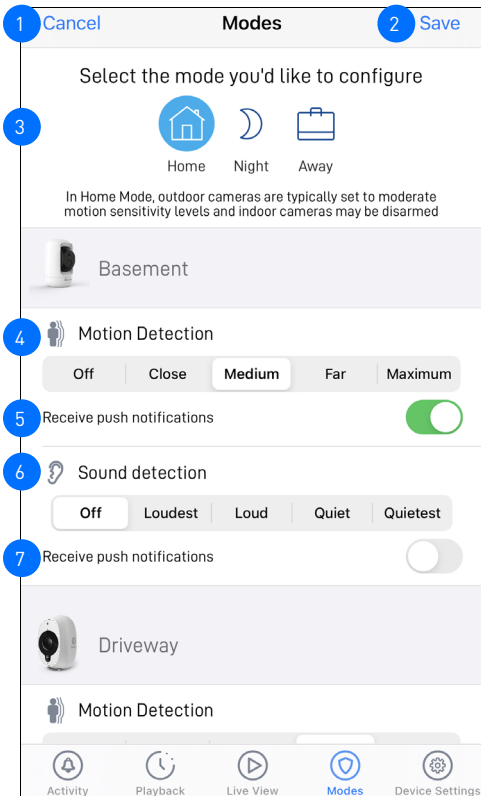 1 Cancel Modes 2 Save
Select the mode you'd like to configure
3
Home Night Away
In Home Mode, outdoor cameras are typically set to moderate
motion sensitivity levels and indoor cameras may be disarmed
Basement
4 Motion Detection
Off Close Medium Far Maximum
5 Receive push notifications
6 Sound detection
Off Loudest Loud Quiet Quietest
7 Receive push notifications
Driveway
Motion Detection
Activity Playback Live View Modes Device Settings